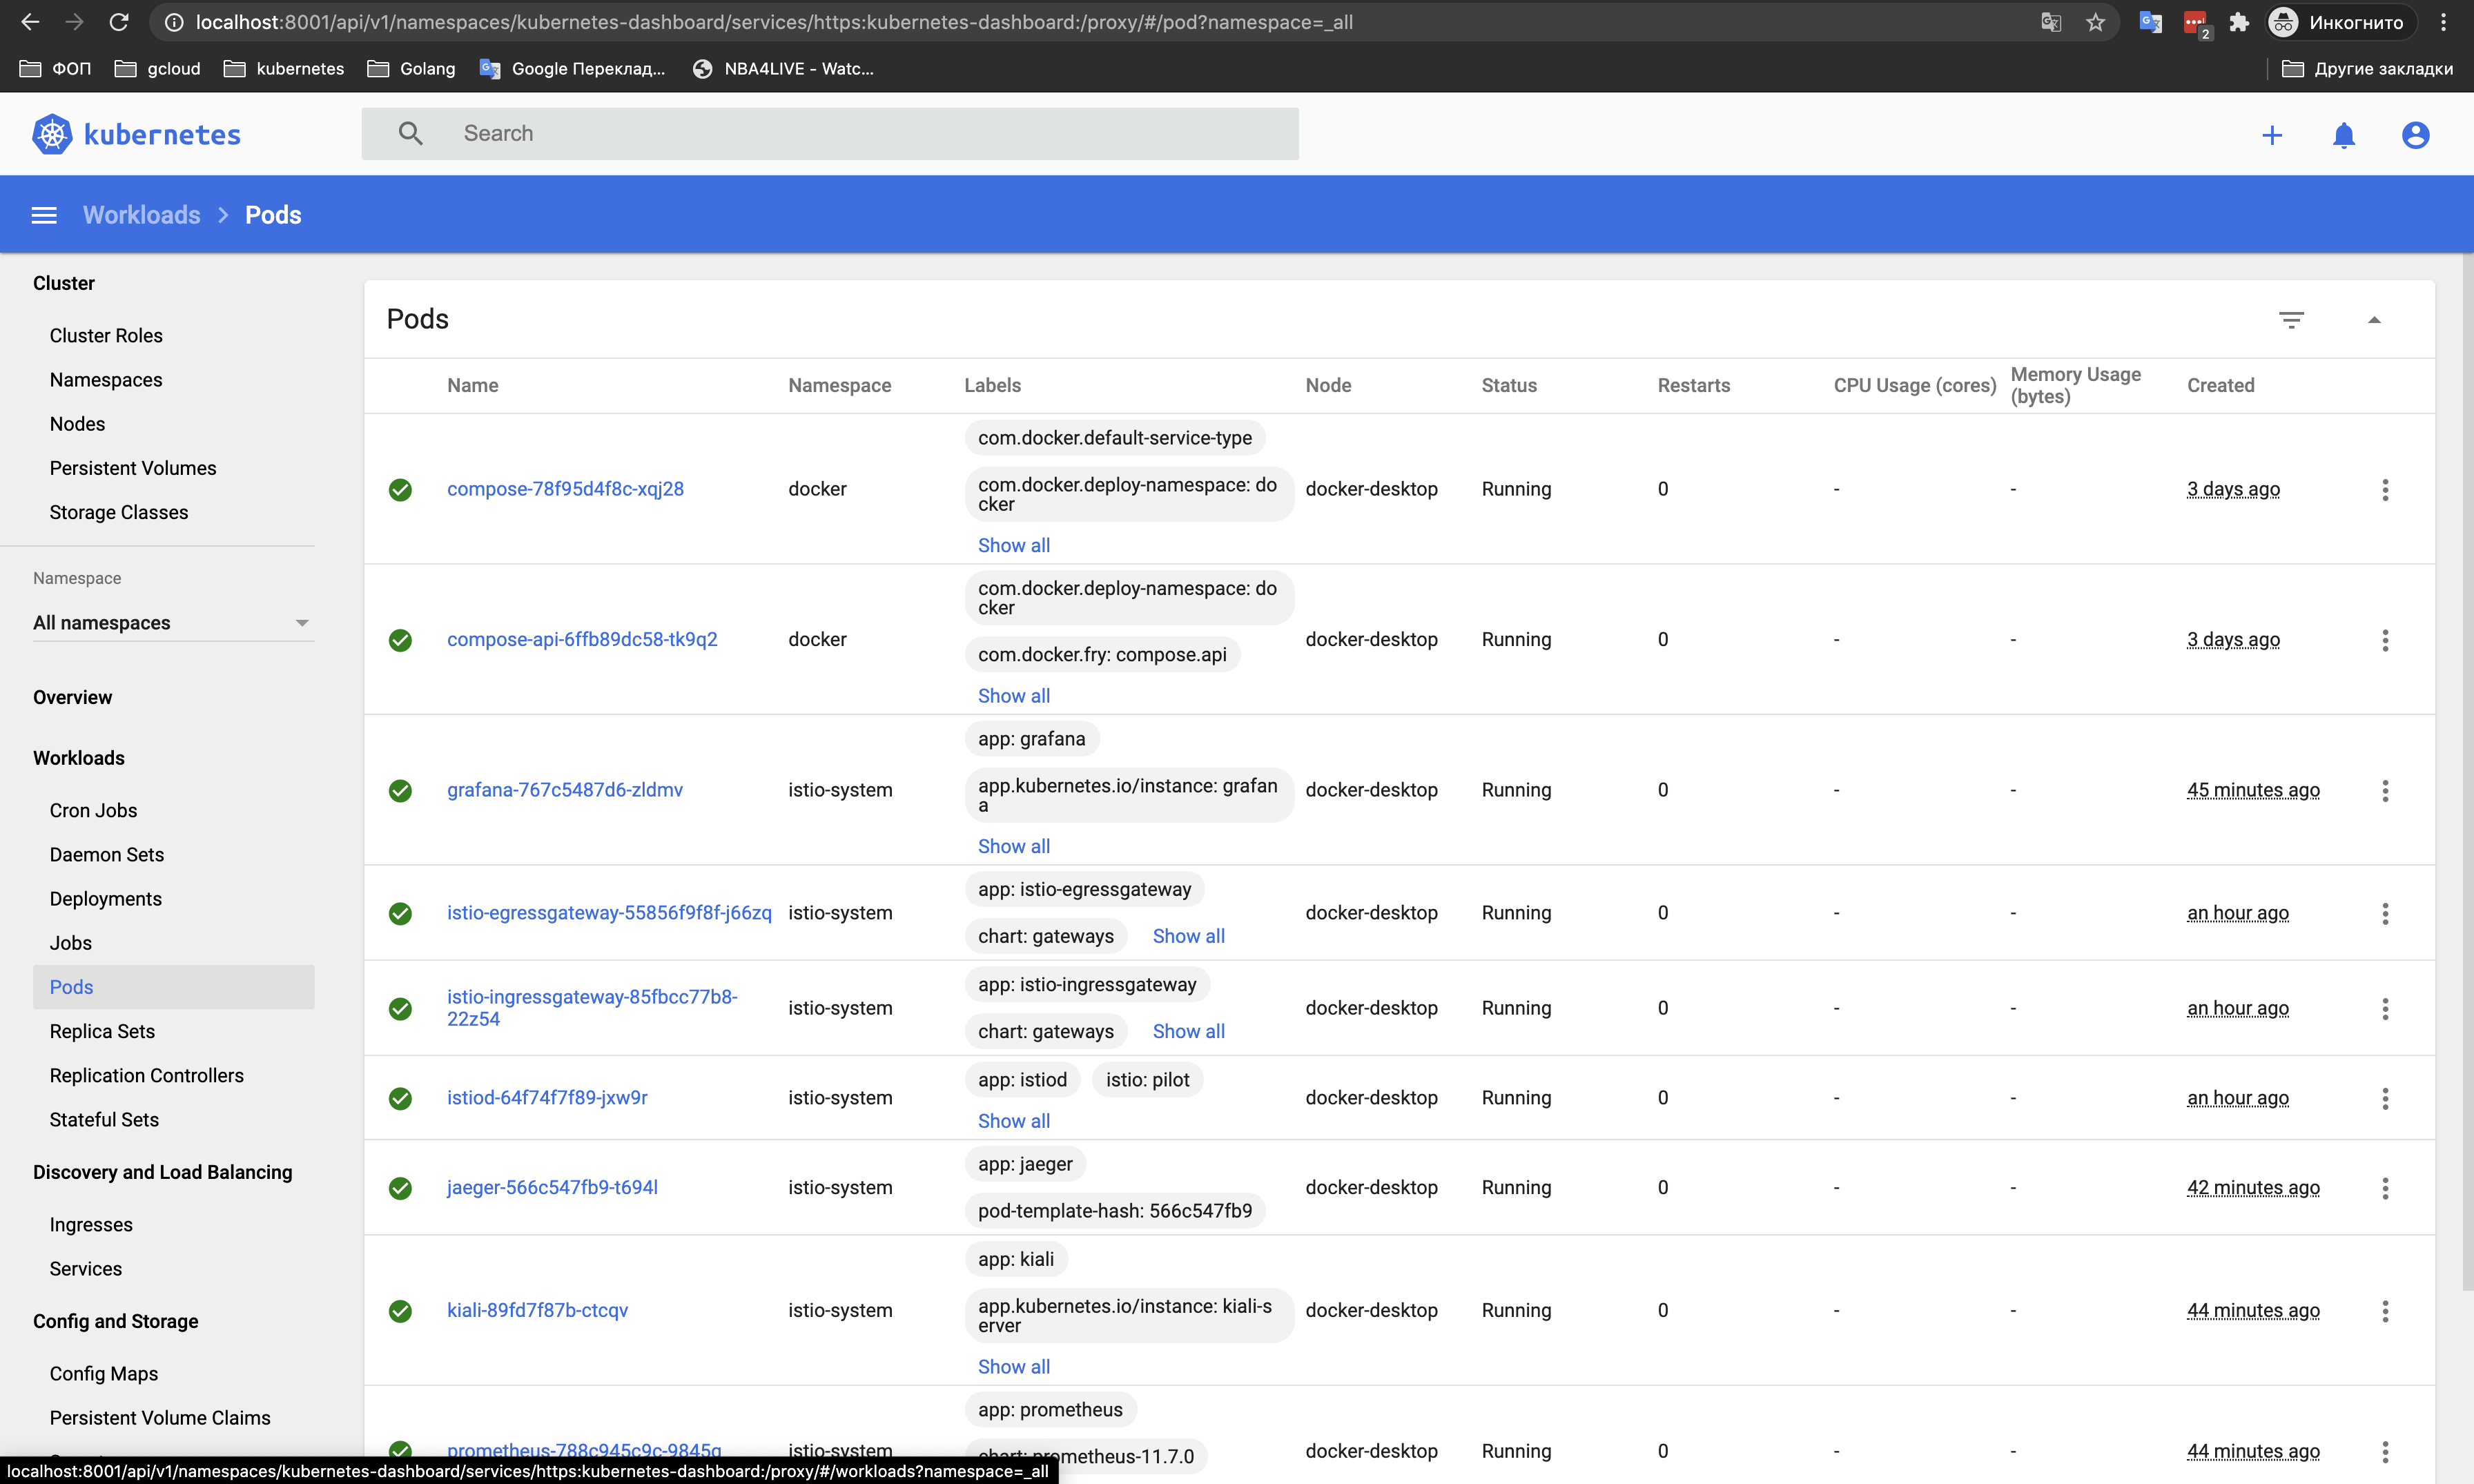 localhost:8001/api/v1/namespaces/kubernetes-dashboard/services/https:kubernetes-dashboard:/proxy/#/pod?namespace=_all
2
Инкогнито
ФОП
gcloud
kubernetes
Golang
Google Переклад...
NBA4LIVE - Watc...
Другие закладки
kubernetes
Search
Workloads > Pods
Cluster
Cluster Roles
Namespaces
Nodes
Persistent Volumes
Storage Classes
Namespace
All namespaces
Overview
Workloads
Cron Jobs
Daemon Sets
Deployments
Jobs
Pods
Replica Sets
Replication Controllers
Stateful Sets
Discovery and Load Balancing
Ingresses
Services
Config and Storage
Config Maps
Persistent Volume Claims
Pods
Name Namespace Labels Node Status Restarts CPU Usage (cores) Memory Usage (bytes) Created
com.docker.default-service-type
compose-78f95d4f8c-xqj28 docker com.docker.deploy-namespace: do
cker docker-desktop Running 0 - - 3 days ago
Show all
com.docker.deploy-namespace: do
cker
compose-api-6ffb89dc58-tk9q2 docker com.docker.fry: compose.api docker-desktop Running 0 - - 3 days ago
Show all
app: grafana
grafana-767c5487d6-zldmv istio-system app.kubernetes.io/instance: grafan
a docker-desktop Running 0 - - 45 minutes ago
Show all
app: istio-egressgateway
istio-egressgateway-55856f9f8f-j66zq istio-system docker-desktop Running 0 - - an hour ago
chart: gateways Show all
app: istio-ingressgateway
istio-ingressgateway-85fbcc77b8-
22z54 istio-system docker-desktop Running 0 - - an hour ago
chart: gateways Show all
app: istiod istio: pilot
istiod-64f74f7f89-jxw9r istio-system docker-desktop Running 0 - - an hour ago
Show all
app: jaeger
jaeger-566c547fb9-t694l istio-system docker-desktop Running 0 - - 42 minutes ago
pod-template-hash: 566c547fb9
app: kiali
kiali-89fd7f87b-ctcqv istio-system app.kubernetes.io/instance: kiali-s
erver docker-desktop Running 0 - - 44 minutes ago
Show all
app: prometheus
prometheus-788c945c9c-9845g istio-system chart: prometheus-11.7.0 docker-desktop Running 0 - - 44 minutes ago
localhost:8001/api/v1/namespaces/kubernetes-dashboard/services/https:kubernetes-dashboard:/proxy/#/workloads?namespace=_all